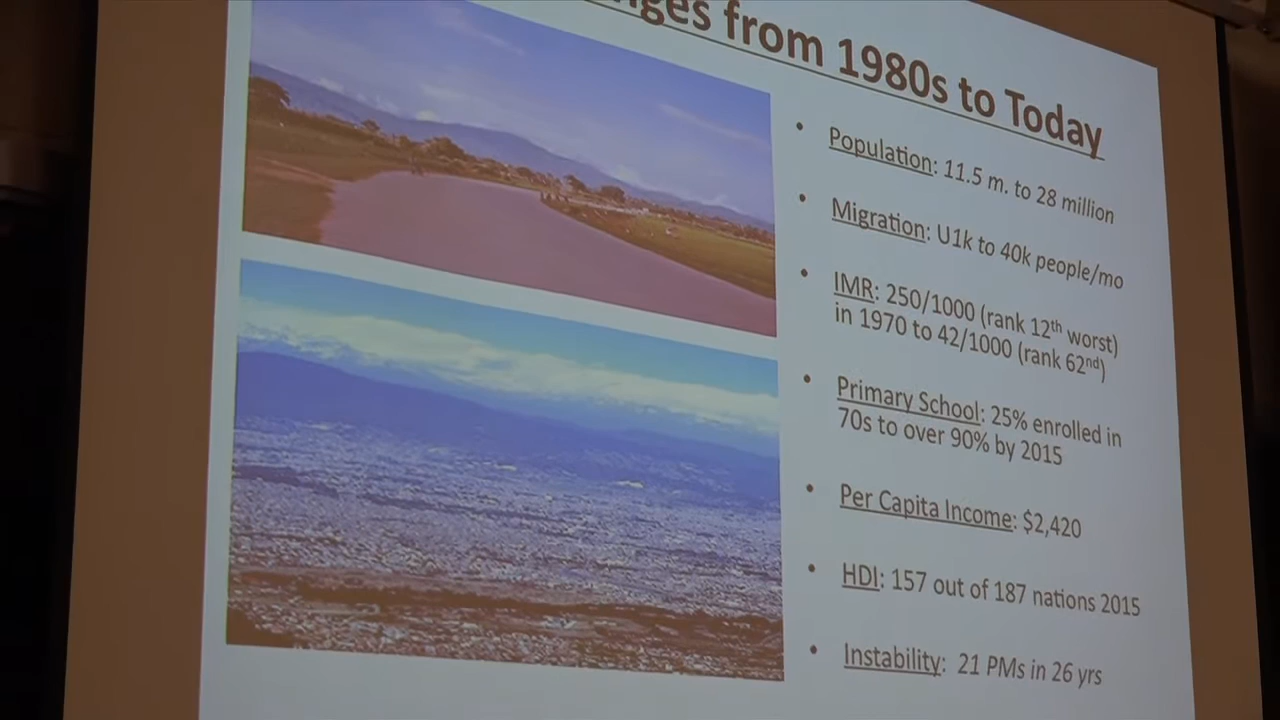 from 1980s to Today
• Population: 11.5 m. to 28 million
• Migration: U1k to 40k people/mo
• IMR: 250/1000 (rank 12th worst)
in 1970 to 42/1000 (rank 62nd)
• Primary School: 25% enrolled in
70s to over 90% by 2015
• Per Capita Income: $2,420
• HDI: 157 out of 187 nations 2015
• Instability: 21 PMs in 26 yrs